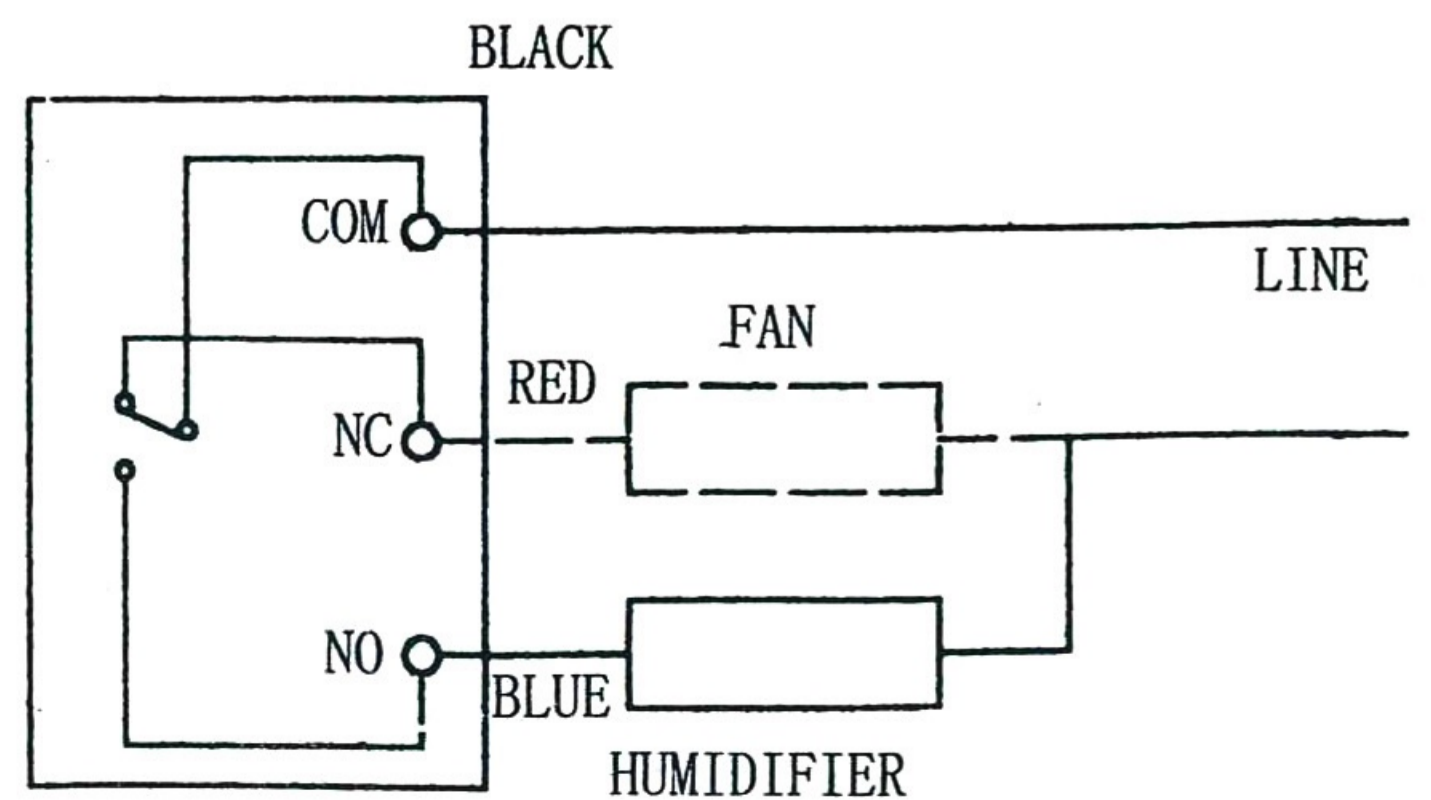 BLACK
COM
LINE
FAN
RED
NC
NO
BLUE
HUMIDIFIER